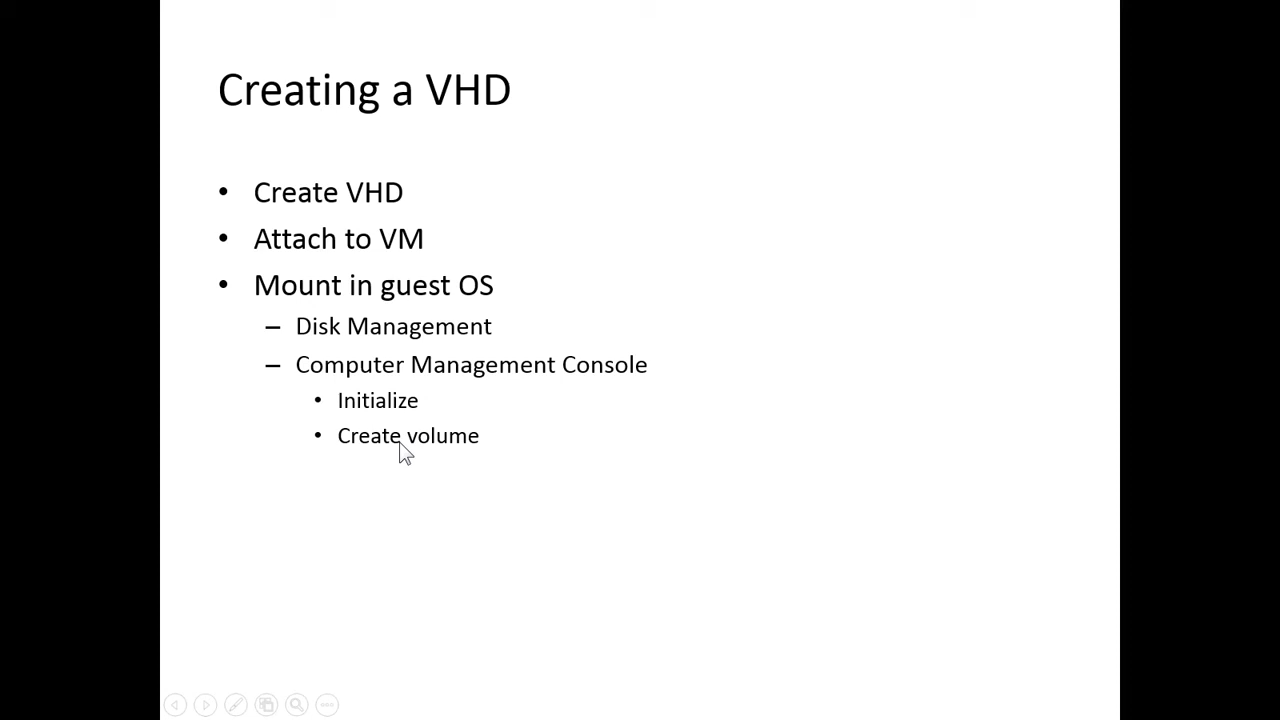 Creating a VHD
• Create VHD
• Attach to VM
• Mount in guest OS
– Disk Management
– Computer Management Console
• Initialize
• Create volume